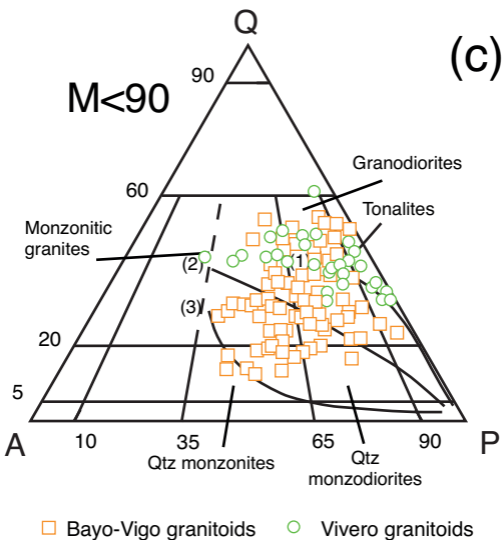 Q
(c)
90
M<90
Granodiorites
60
Tonalites
Monzonitic
granites
(2)
(1)
(3)
20
5
A
10
35
65
90
P
Qtz monzonites
Qtz
monzodiorites
Bayo-Vigo granitoids
Vivero granitoids